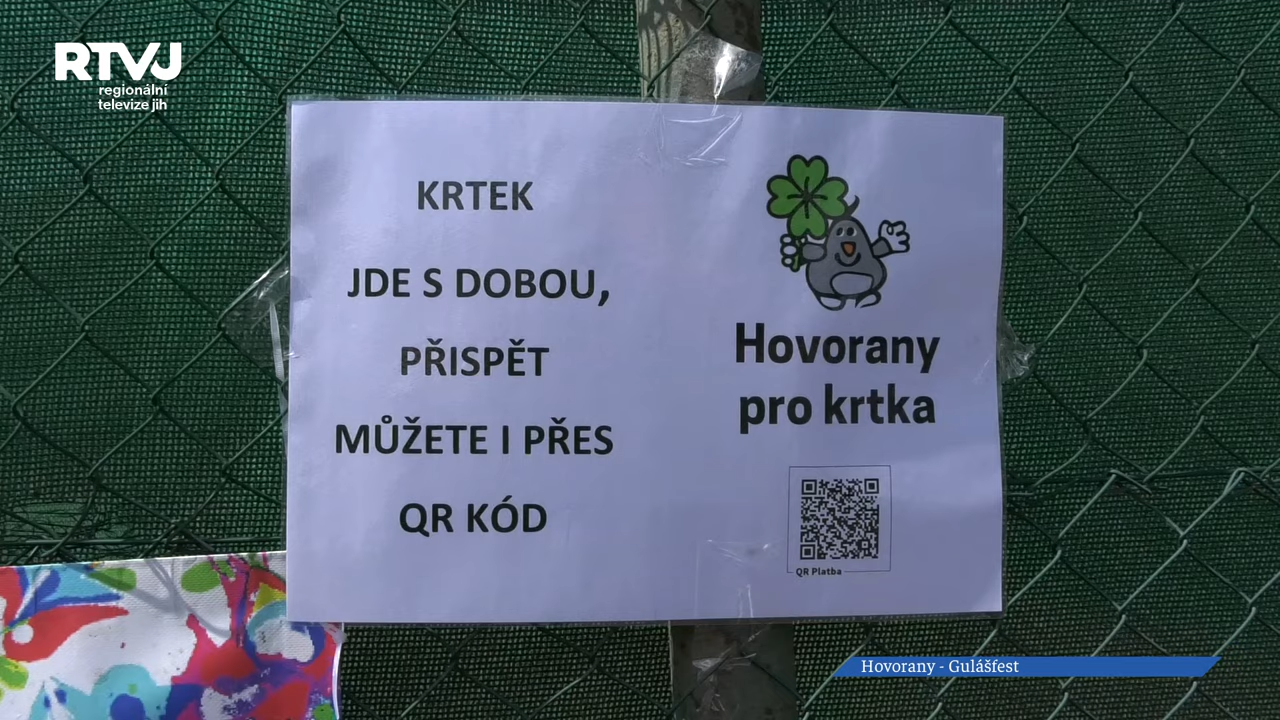 RTVJ
regionální
televize jih
KRTEK
JDE S DOBOU,
PŘISPĚT
MŮŽETE I PŘES
QR KÓD
Hovorany
pro krtka
QR Platba
Hovorany - Gulášfest